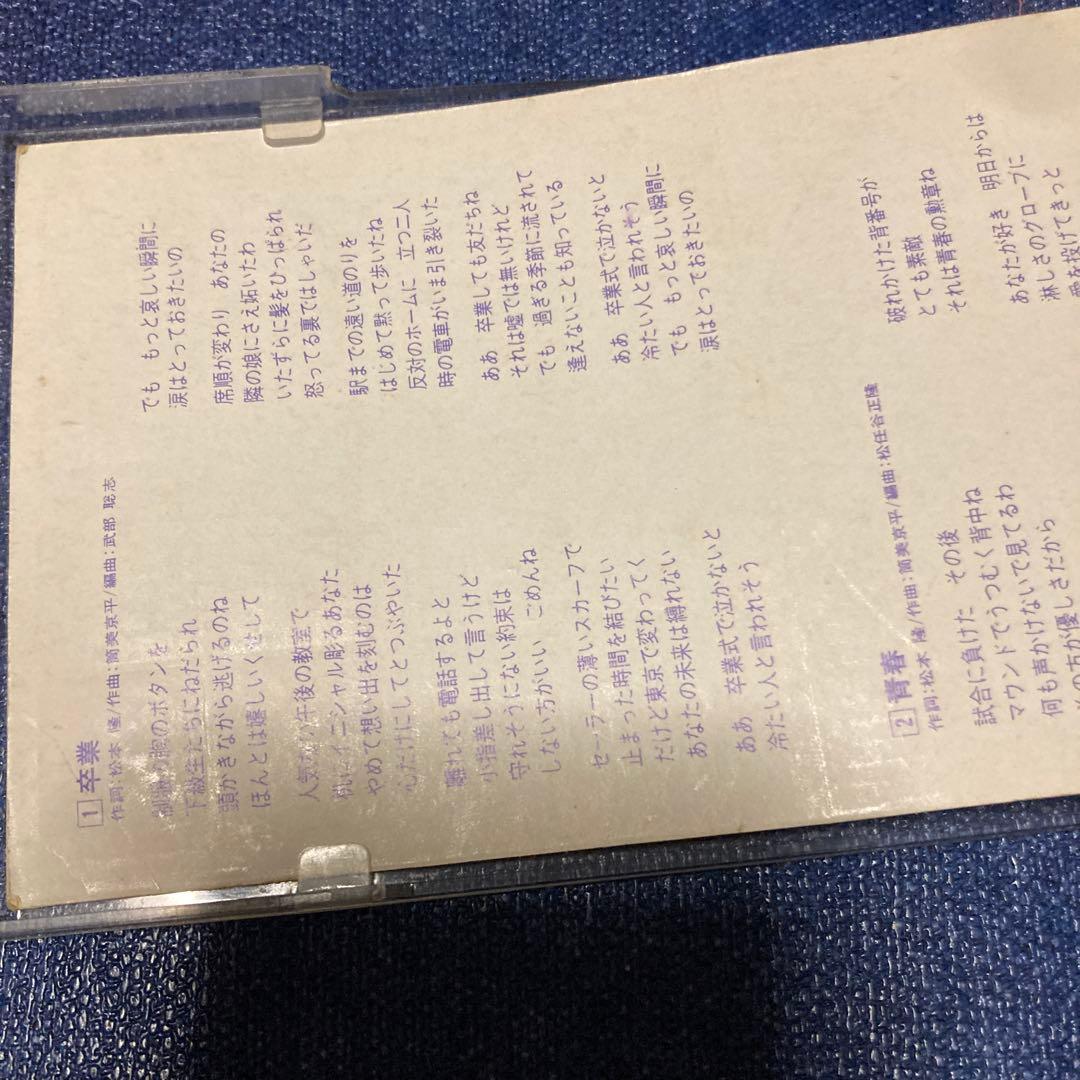 1 卒業
作詞:松本 隆/作曲:筒美京平/編曲:武部 聡志
胸のボタンを
下級生たちにねだられ
頭かきながら逃げるのね
ほんとは嬉しいくせして
人気ない午後の教室で
机にイニシャル彫るあなた
やめて想い出を刻むのは
心だけにしてとつぶやいた
離れても電話するよと
小指差し出して言うけど
守れそうにない約束は
しない方がいい ごめんね
セーラーの薄いスカーフで
止まった時間を結びたい
だけど東京で変わってく
あなたの未来は縛れない
ああ 卒業式で泣かないと
冷たい人と言われそう
でも もっと哀しい瞬間に
涙はとっておきたいの
席順が変わり あなたの
隣の娘にさえ妬いたわ
いたずらに髪をひっぱられ
怒ってる裏ではしゃいだ
駅までの遠い道のりを
はじめて黙って歩いたね
反対のホームに 立つ二人
時の電車がいま引き裂いた
ああ 卒業しても友だちね
それは嘘では無いけれど
でも 過ぎる季節に流されて
逢えないことも知っている
ああ 卒業式で泣かないと
冷たい人と言われそう
でも もっと哀しい瞬間に
涙はとっておきたいの
2 青春
作詞:松本 隆/作曲:筒美京平/編曲:松任谷正隆
試合に負けた その後
マウンドでうつむく背中ね
何も声かけないで見てるわ
その方が優しさだから
破れかけた背番号が
とても素敵
それは青春の勲章ね
あなたが好き 明日からは
淋しさのグローブに
愛を投げてきっと